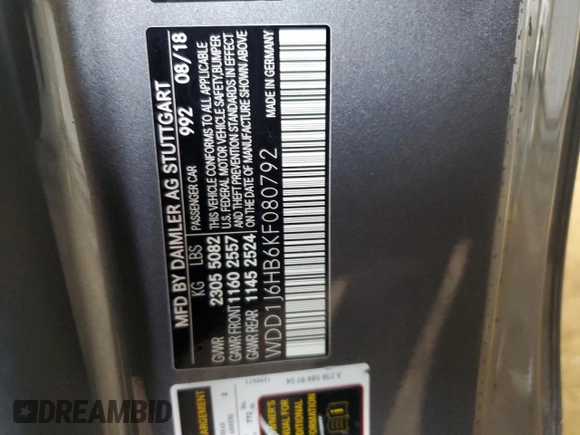 MFD BY DAIMLER AG STUTTGART
992 08/18
KG LBS PASSENGER CAR
GVWR 2305 5082
GAWR FRONT 1160 2557
GAWR REAR 1145 2524
THIS VEHICLE CONFORMS TO ALL APPLICABLE
U.S. FEDERAL MOTOR VEHICLE SAFETY, BUMPER
AND THEFT PREVENTION STANDARDS IN EFFECT
ON THE DATE OF MANUFACTURE SHOWN ABOVE
WDD1J6HB6KF080792
MADE IN GERMANY
DREAMBID